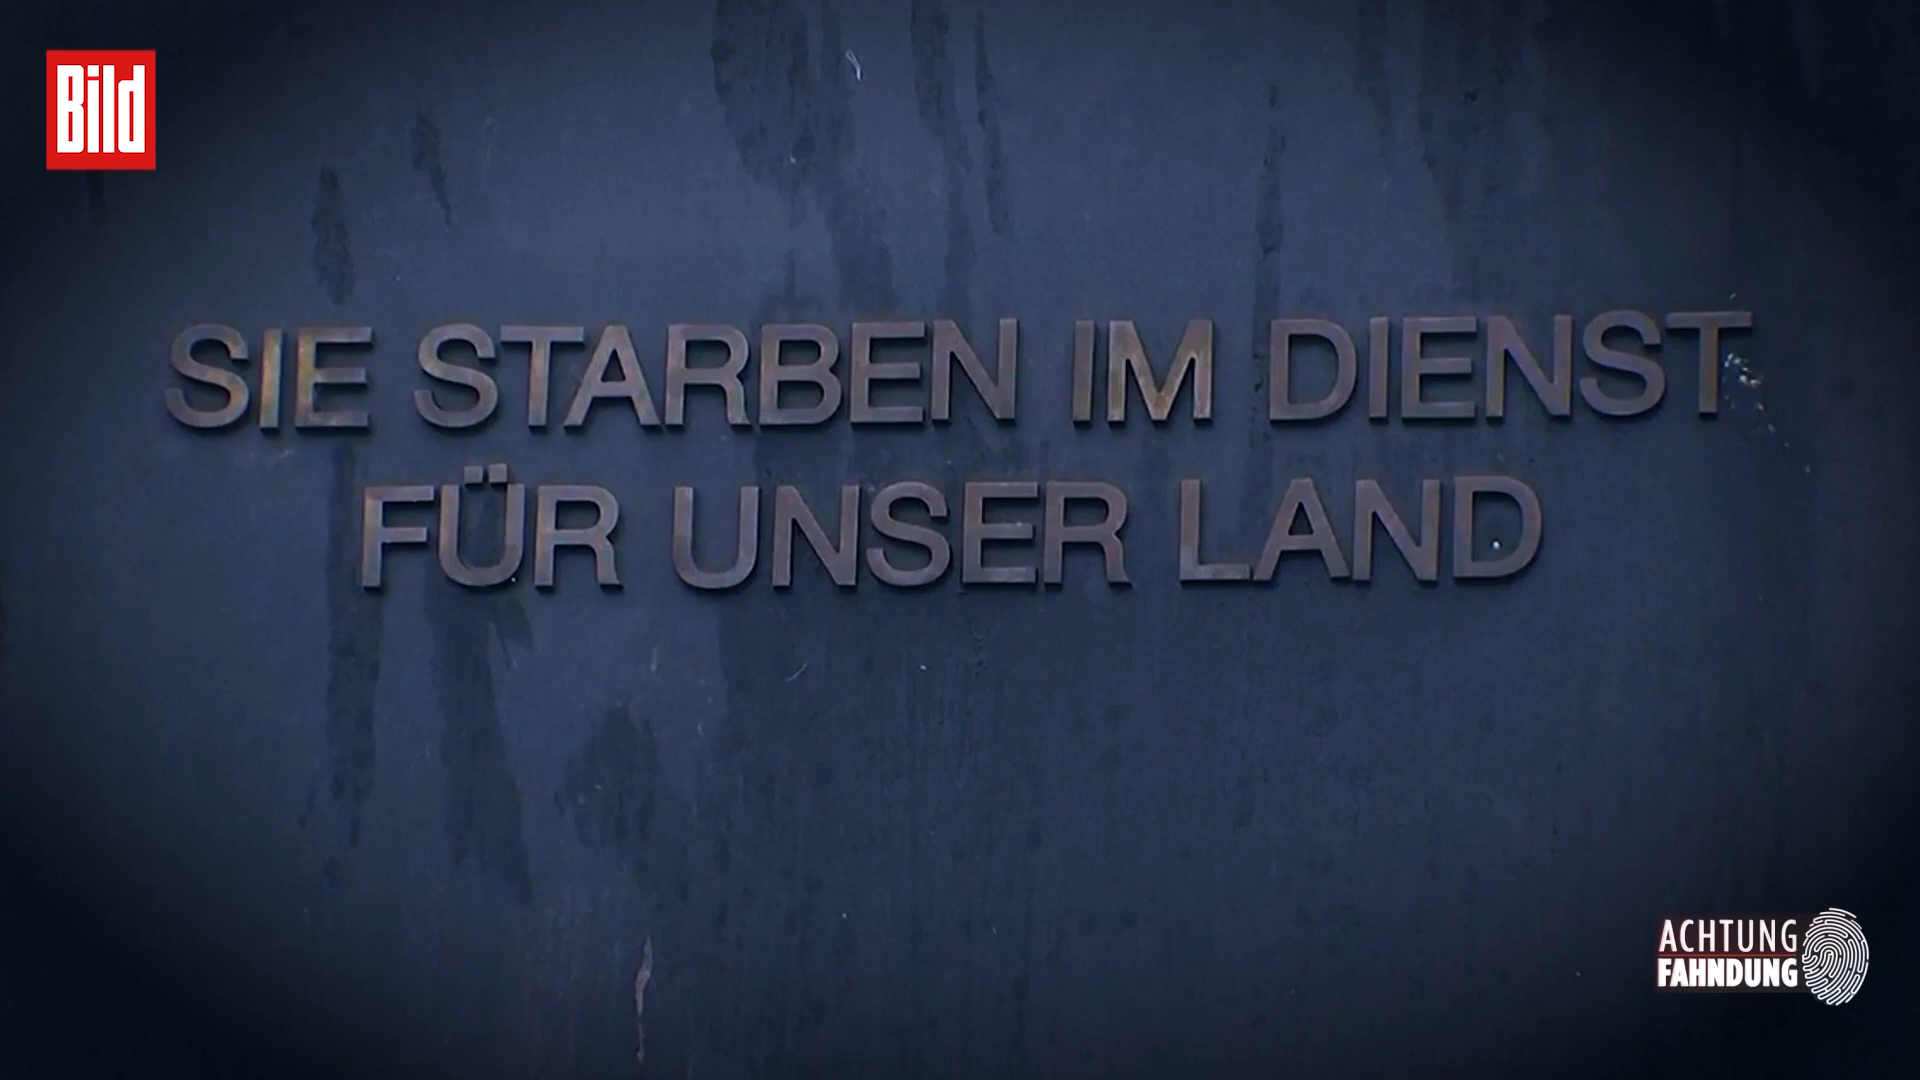 Bild
SIE STARBEN IM DIENST
FÜR UNSER LAND
ACHTUNG
FAHNDUNG